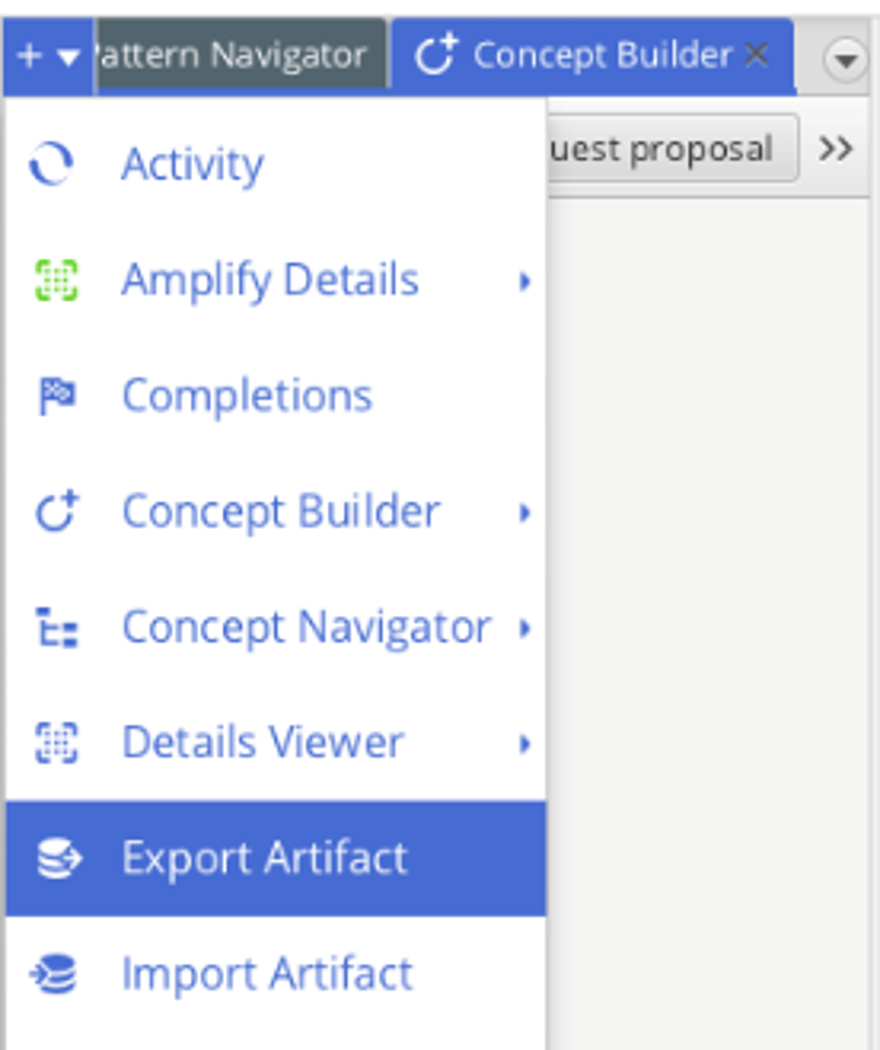 attern Navigator
Concept Builder
uest proposal
Activity
Amplify Details
Completions
Concept Builder
Concept Navigator
Details Viewer
Export Artifact
Import Artifact